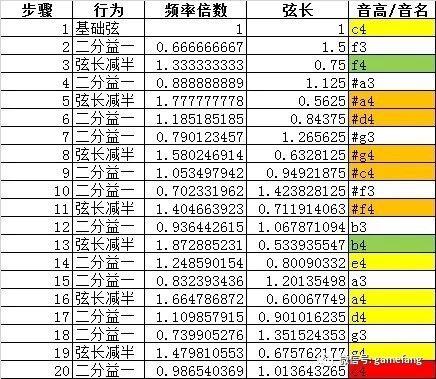 步骤 行为 频率倍数 弦长 音高/音名
1 基础弦 1 1 c4
2 二分益一 0.666666667 1.5 f3
3 弦长减半 1.333333333 0.75 f4
4 二分益一 0.888888889 1.125 #a3
5 弦长减半 1.777777778 0.5625 #a4
6 二分益一 1.185185185 0.84375 #d4
7 二分益一 0.790123457 1.265625 #g3
8 弦长减半 1.580246914 0.6328125 #g4
9 二分益一 1.053497942 0.94921875 #c4
10 二分益一 0.702331962 1.423828125 #f3
11 弦长减半 1.404663923 0.711914063 #f4
12 二分益一 0.936442615 1.067871094 b3
13 弦长减半 1.872885231 0.533935547 b4
14 二分益一 1.248590154 0.80090332 e4
15 二分益一 0.832393436 1.20135498 a3
16 弦长减半 1.664786872 0.60067749 a4
17 二分益一 1.109857915 0.901016235 d4
18 二分益一 0.739905276 1.351524353 g3
19 弦长减半 1.479810553 0.675762177 g4
20 二分益一 0.986540369 1.013643265 c4
微信号: gamefang